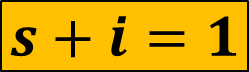 s + i = 1